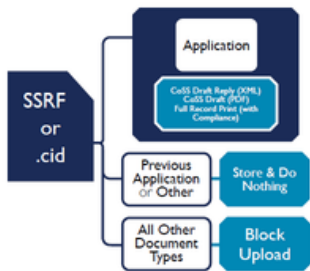 SSRF
or
.cid
Application
CoSS Draft Reply (XML)
CoSS Draft (PDF)
Full Record Print (with
Compliance)
Previous
Application
or Other
Store & Do
Nothing
All Other
Document
Types
Block
Upload